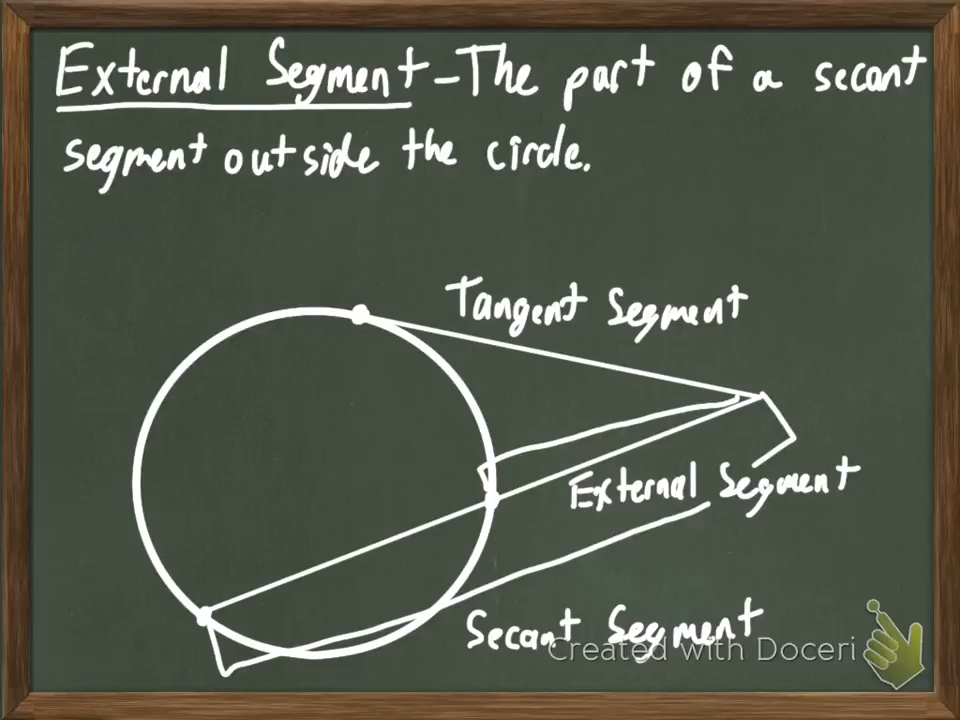 External Segment - The part of a secant
segment outside the circle.
Tangent Segment
External Segment
Secant Segment
Created with Doceri